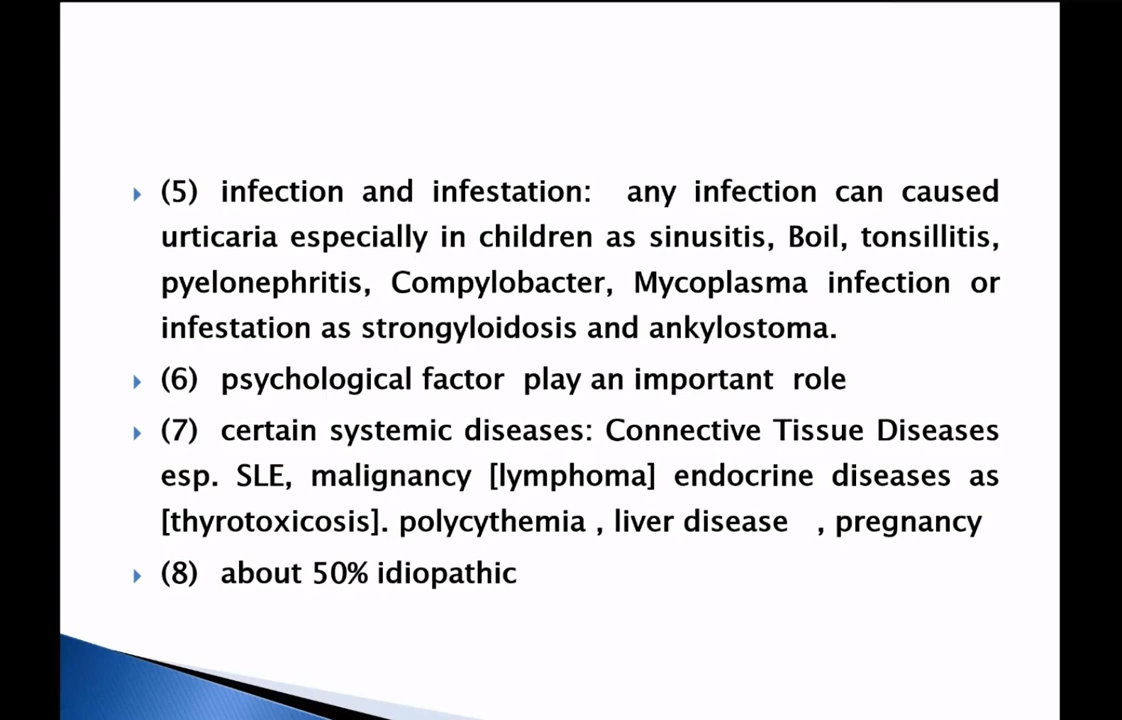 (5) infection and infestation: any infection can caused
urticaria especially in children as sinusitis, Boil, tonsillitis,
pyelonephritis, Compylobacter, Mycoplasma infection or
infestation as strongyloidosis and ankylostoma.
(6) psychological factor play an important role
(7) certain systemic diseases: Connective Tissue Diseases
esp. SLE, malignancy [lymphoma] endocrine diseases as
[thyrotoxicosis]. polycythemia , liver disease , pregnancy
(8) about 50% idiopathic